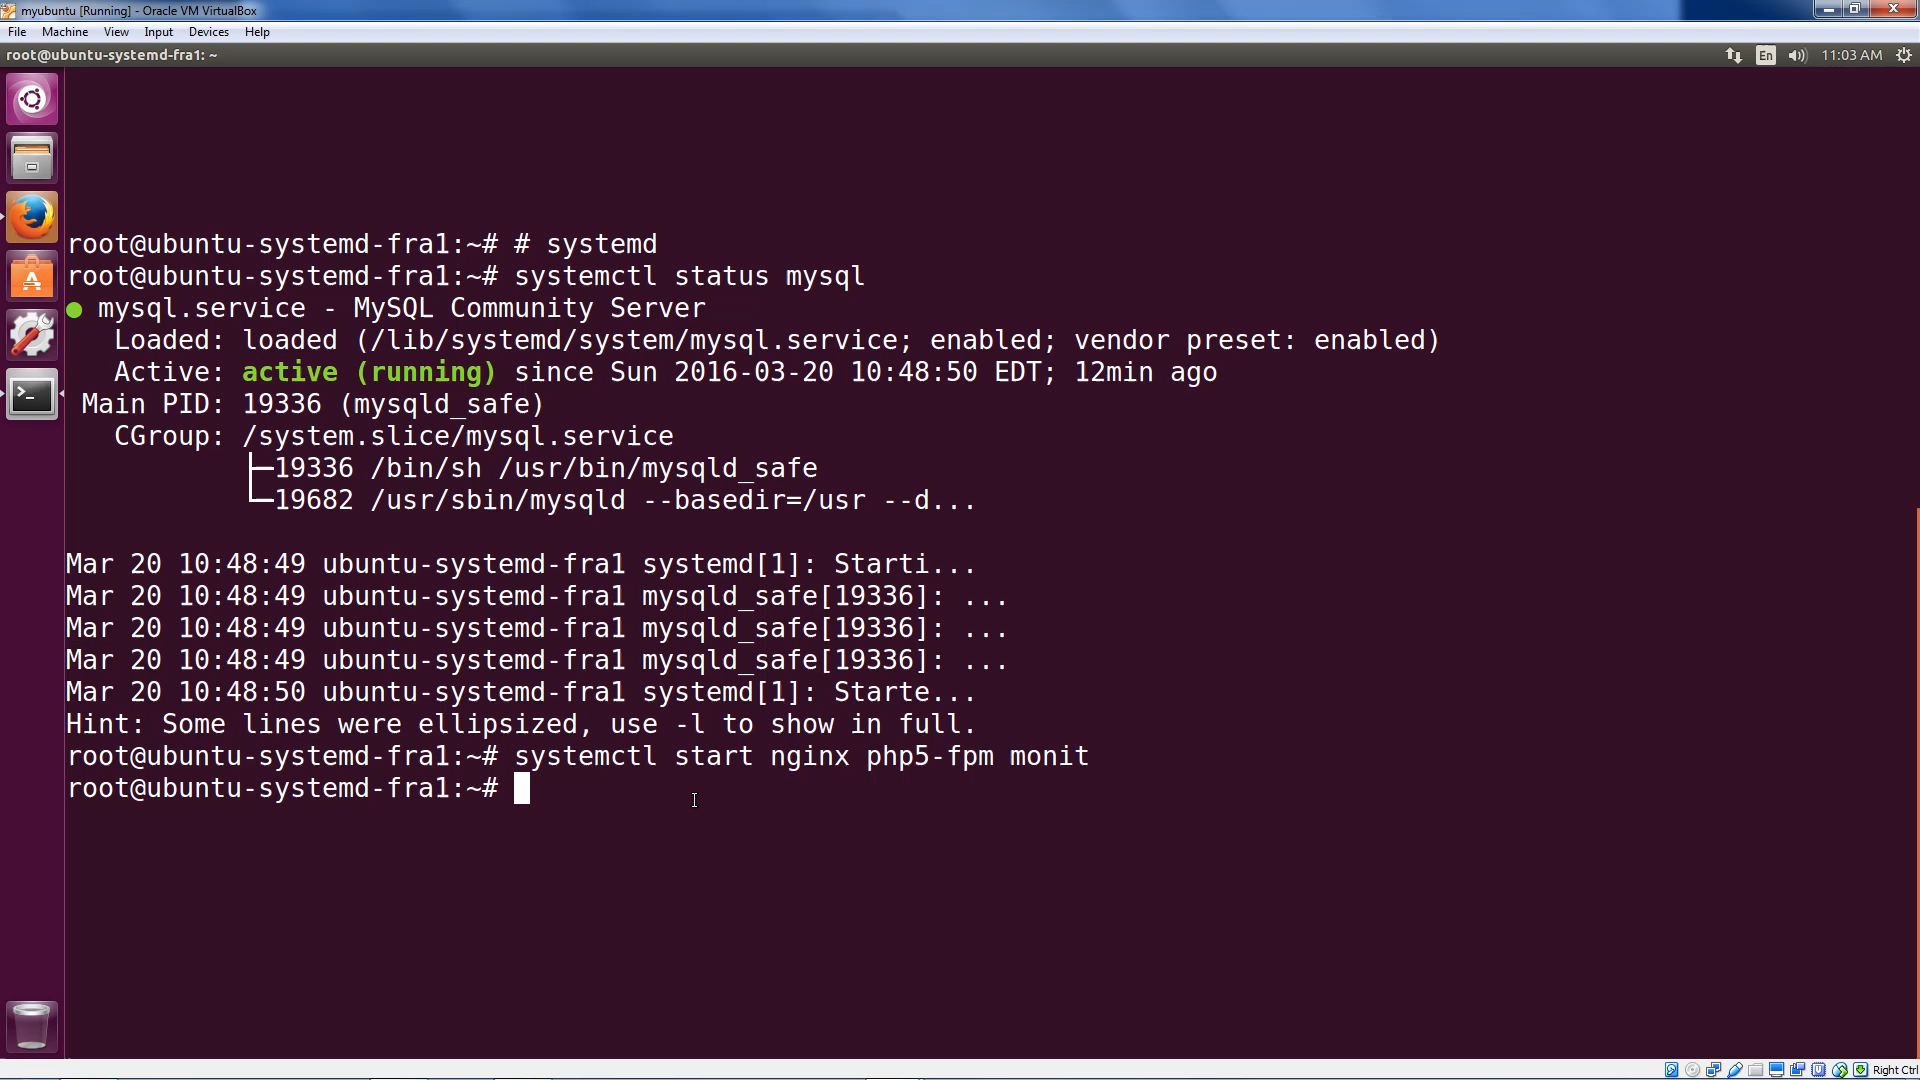 myubuntu [Running] - Oracle VM VirtualBox
File Machine View Input Devices Help
root@ubuntu-systemd-fra1: ~
En 11:03 AM
root@ubuntu-systemd-fra1:~# # systemd
root@ubuntu-systemd-fra1:~# systemctl status mysql
● mysql.service - MySQL Community Server
Loaded: loaded (/lib/systemd/system/mysql.service; enabled; vendor preset: enabled)
Active: active (running) since Sun 2016-03-20 10:48:50 EDT; 12min ago
Main PID: 19336 (mysqld_safe)
CGroup: /system.slice/mysql.service
├─19336 /bin/sh /usr/bin/mysqld_safe
└─19682 /usr/sbin/mysqld --basedir=/usr --d...
Mar 20 10:48:49 ubuntu-systemd-fra1 systemd[1]: Starti...
Mar 20 10:48:49 ubuntu-systemd-fra1 mysqld_safe[19336]: ...
Mar 20 10:48:49 ubuntu-systemd-fra1 mysqld_safe[19336]: ...
Mar 20 10:48:49 ubuntu-systemd-fra1 mysqld_safe[19336]: ...
Mar 20 10:48:50 ubuntu-systemd-fra1 systemd[1]: Starte...
Hint: Some lines were ellipsized, use -l to show in full.
root@ubuntu-systemd-fra1:~# systemctl start nginx php5-fpm monit
root@ubuntu-systemd-fra1:~#
Right Ctrl